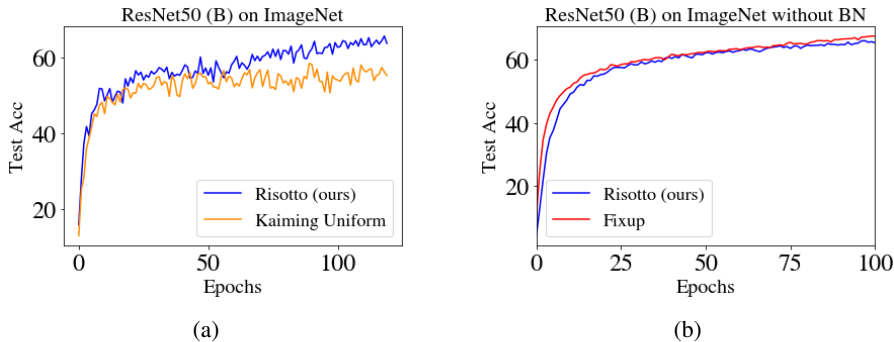 ResNet50 (B) on ImageNet
60
40
20
Test Acc
Risotto (ours)
Kaiming Uniform
0
50
100
Epochs
(a)
ResNet50 (B) on ImageNet without BN
60
40
20
Test Acc
Risotto (ours)
Fixup
0
25
50
75
100
Epochs
(b)